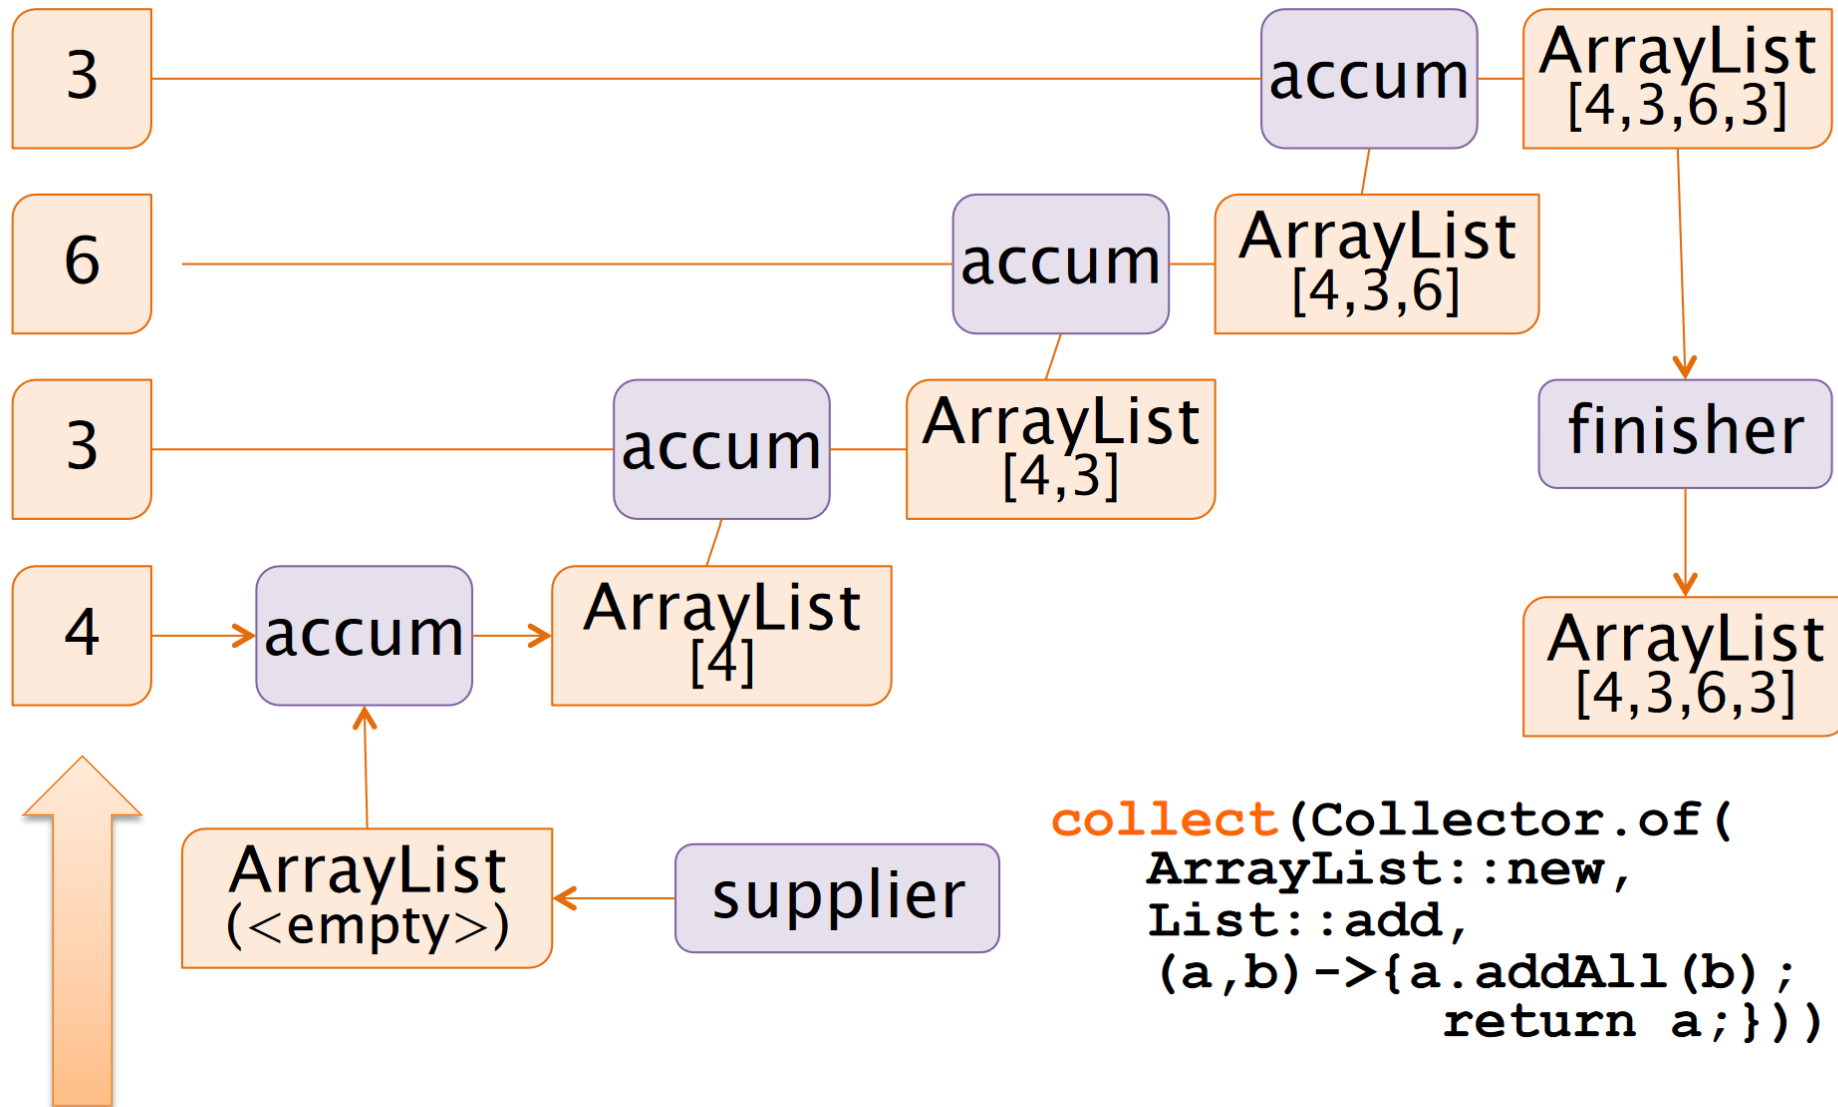 3
accum
ArrayList
[4,3,6,3]
6
accum
ArrayList
[4,3,6]
3
accum
ArrayList
[4,3]
finisher
4
accum
ArrayList
[4]
ArrayList
[4,3,6,3]
ArrayList
(<empty>)
supplier
collect(Collector.of(
ArrayList::new,
List::add,
(a,b)->{a.addAll(b);
return a;}))